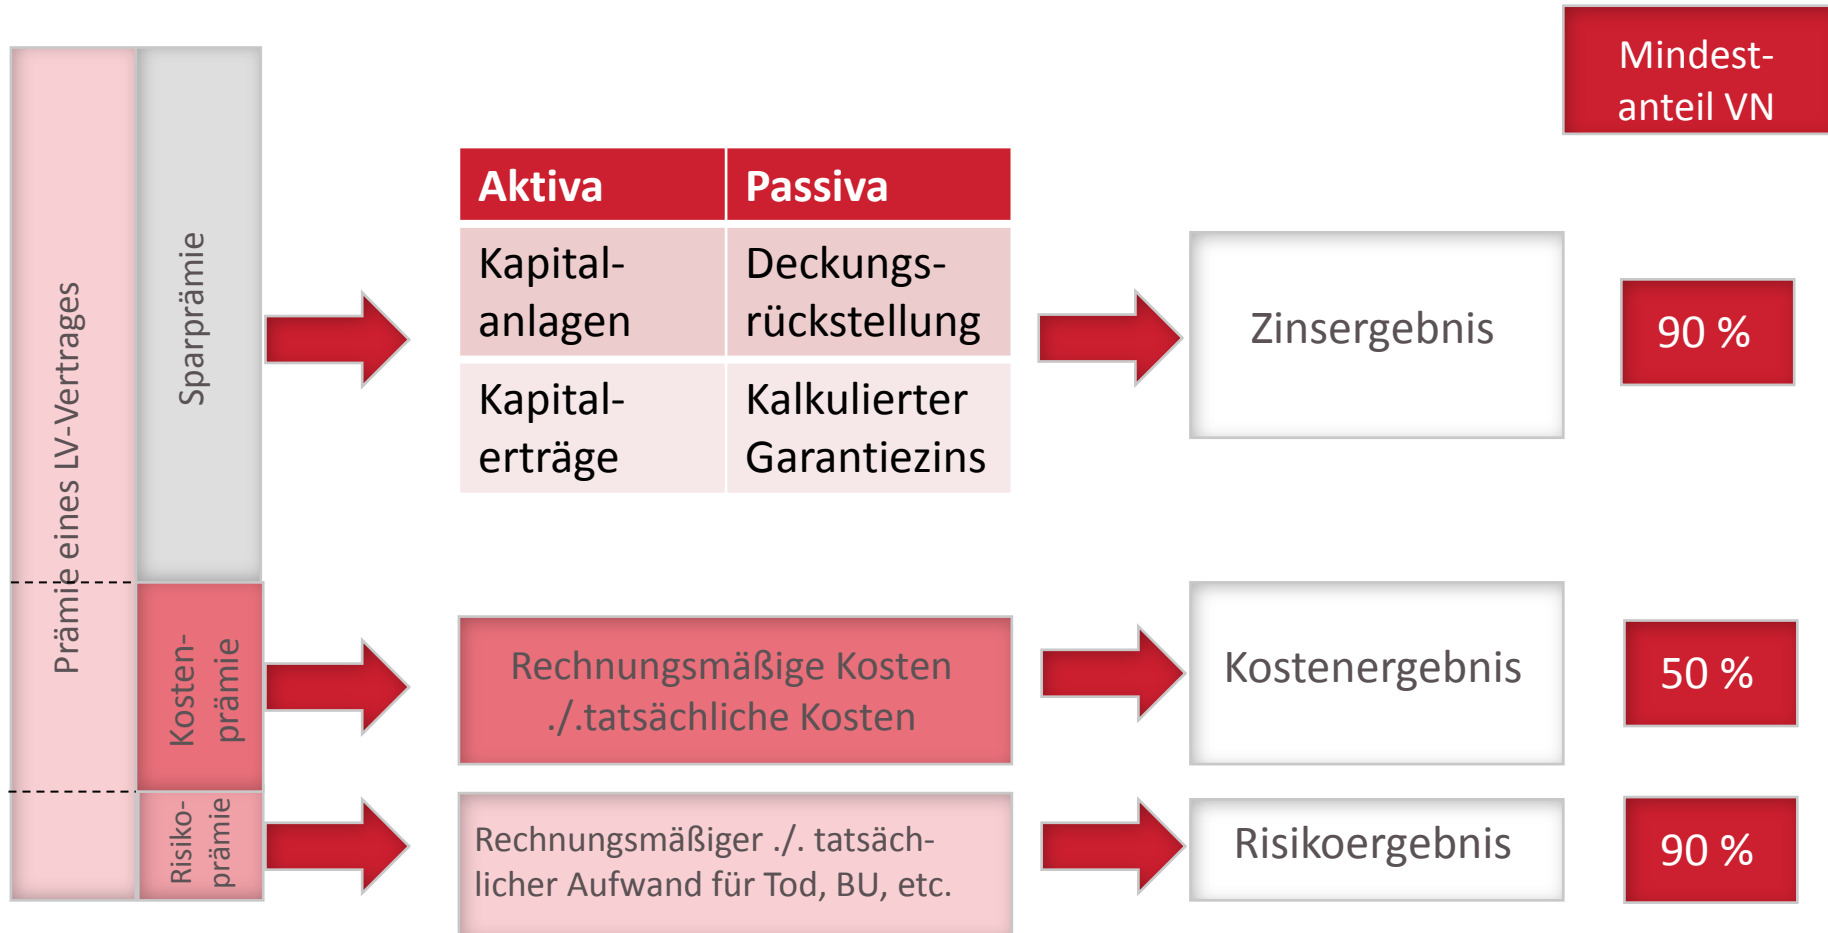 Mindest-
anteil VN
Prämie eines LV-Vertrages
Sparprämie
Aktiva
Passiva
Kapital-
anlagen
Deckungs-
rückstellung
Kapital-
erträge
Kalkulierter
Garantiezins
Zinsergebnis
90 %
Kosten-
prämie
Rechnungsmäßige Kosten
./.tatsächliche Kosten
Kostenergebnis
50 %
Risiko-
prämie
Rechnungsmäßiger ./. tatsäch-
licher Aufwand für Tod, BU, etc.
Risikoergebnis
90 %